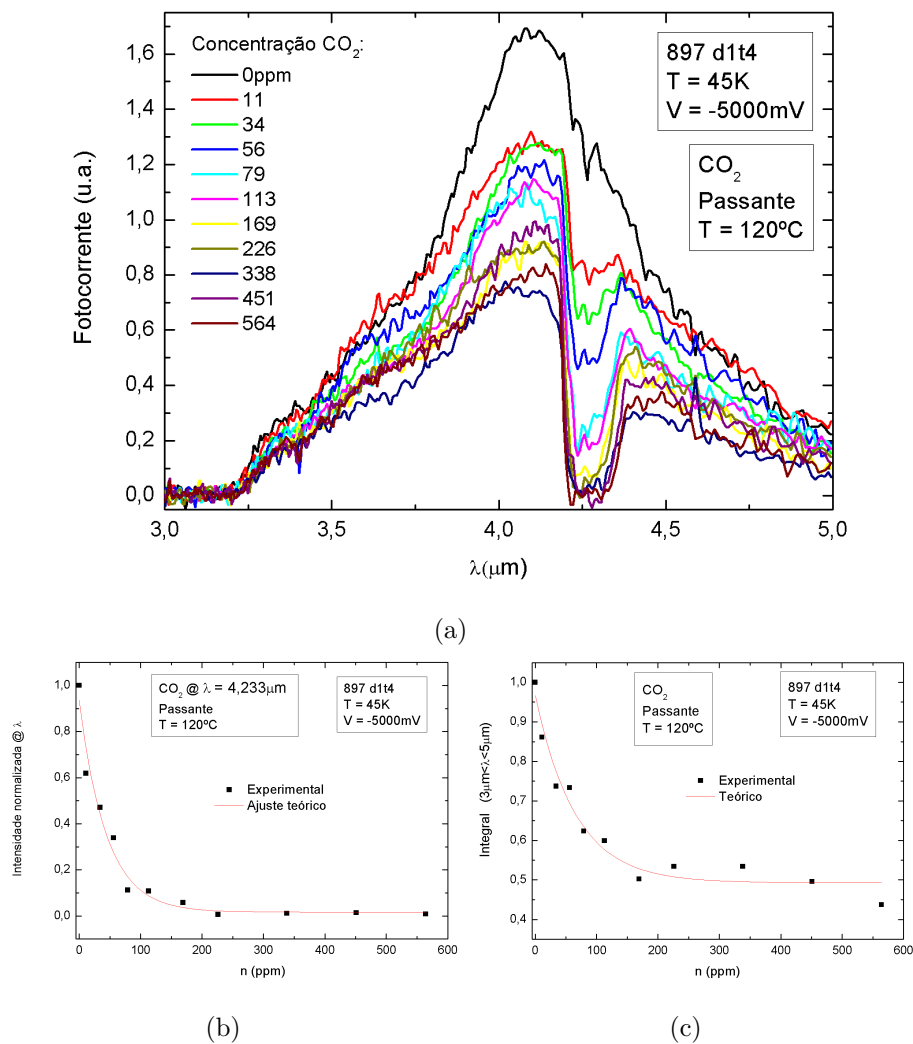 Concentração CO2:
0ppm
11
34
56
79
113
169
226
338
451
564
897 d1t4
T = 45K
V = -5000mV
CO2
Passante
T = 120ºC
Fotocorrente (u.a.)
1,6
1,4
1,2
1,0
0,8
0,6
0,4
0,2
0,0
3,0
3,5
4,0
4,5
5,0
λ(μm)
(a)
CO2 @ λ = 4,233μm
Passante
T = 120ºC
897 d1t4
T = 45K
V = -5000mV
Experimental
Ajuste teórico
Intensidade normalizada @ λ
1,0
0,8
0,6
0,4
0,2
0,0
0
100
200
300
400
500
600
n (ppm)
(b)
CO2
Passante
T = 120ºC
897 d1t4
T = 45K
V = -5000mV
Experimental
Teórico
Integral (3μm<λ<5μm)
1,0
0,9
0,8
0,7
0,6
0,5
0,4
0
100
200
300
400
500
600
n (ppm)
(c)